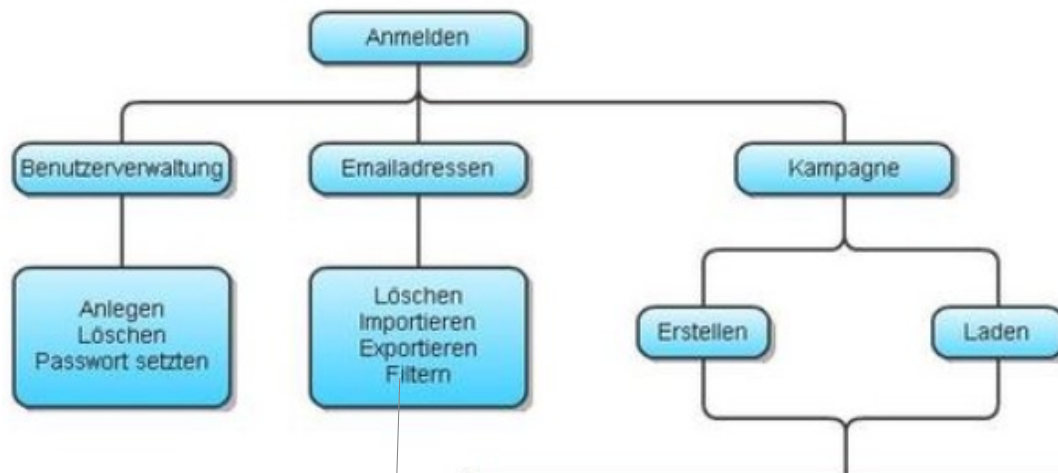 Anmelden
Benutzerverwaltung
Emailadressen
Kampagne
Anlegen
Löschen
Passwort setzten
Löschen
Importieren
Exportieren
Filtern
Erstellen
Laden